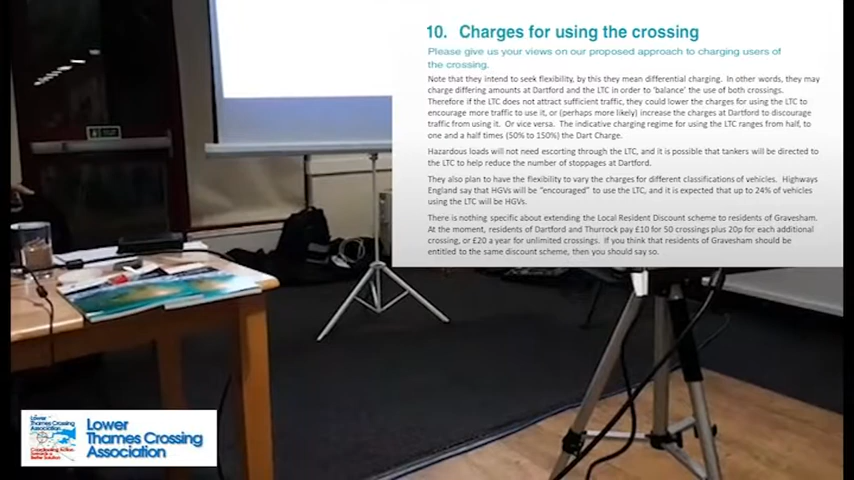 10. Charges for using the crossing
Please give us your views on our proposed approach to charging users of
the crossing.
Note that they intend to seek flexibility, by this they mean differential charging. In other words, they may
charge differing amounts at Dartford and the LTC in order to ‘balance’ the use of both crossings.
Therefore if the LTC does not attract sufficient traffic, they could lower the charges for using the LTC to
encourage more traffic to use it, or (perhaps more likely) increase the charges at Dartford to discourage
traffic from using it. Or vice versa. The indicative charging regime for using the LTC ranges from half, to
one and a half times (50% to 150%) the Dart Charge.
Hazardous loads will not need escorting through the LTC, and it is possible that tankers will be directed to
the LTC to help reduce the number of stoppages at Dartford.
They also plan to have the flexibility to vary the charges for different classifications of vehicles. Highways
England say that HGVs will be “encouraged” to use the LTC, and it is expected that up to 24% of vehicles
using the LTC will be HGVs.
There is nothing specific about extending the Local Resident Discount scheme to residents of Gravesham.
At the moment, residents of Dartford and Thurrock pay £10 for 50 crossings plus 20p for each additional
crossing, or £20 a year for unlimited crossings. If you think that residents of Gravesham should be
entitled to the same discount scheme, then you should say so.
Lower
Thames Crossing
Association
Lower
Thames Crossing
Association